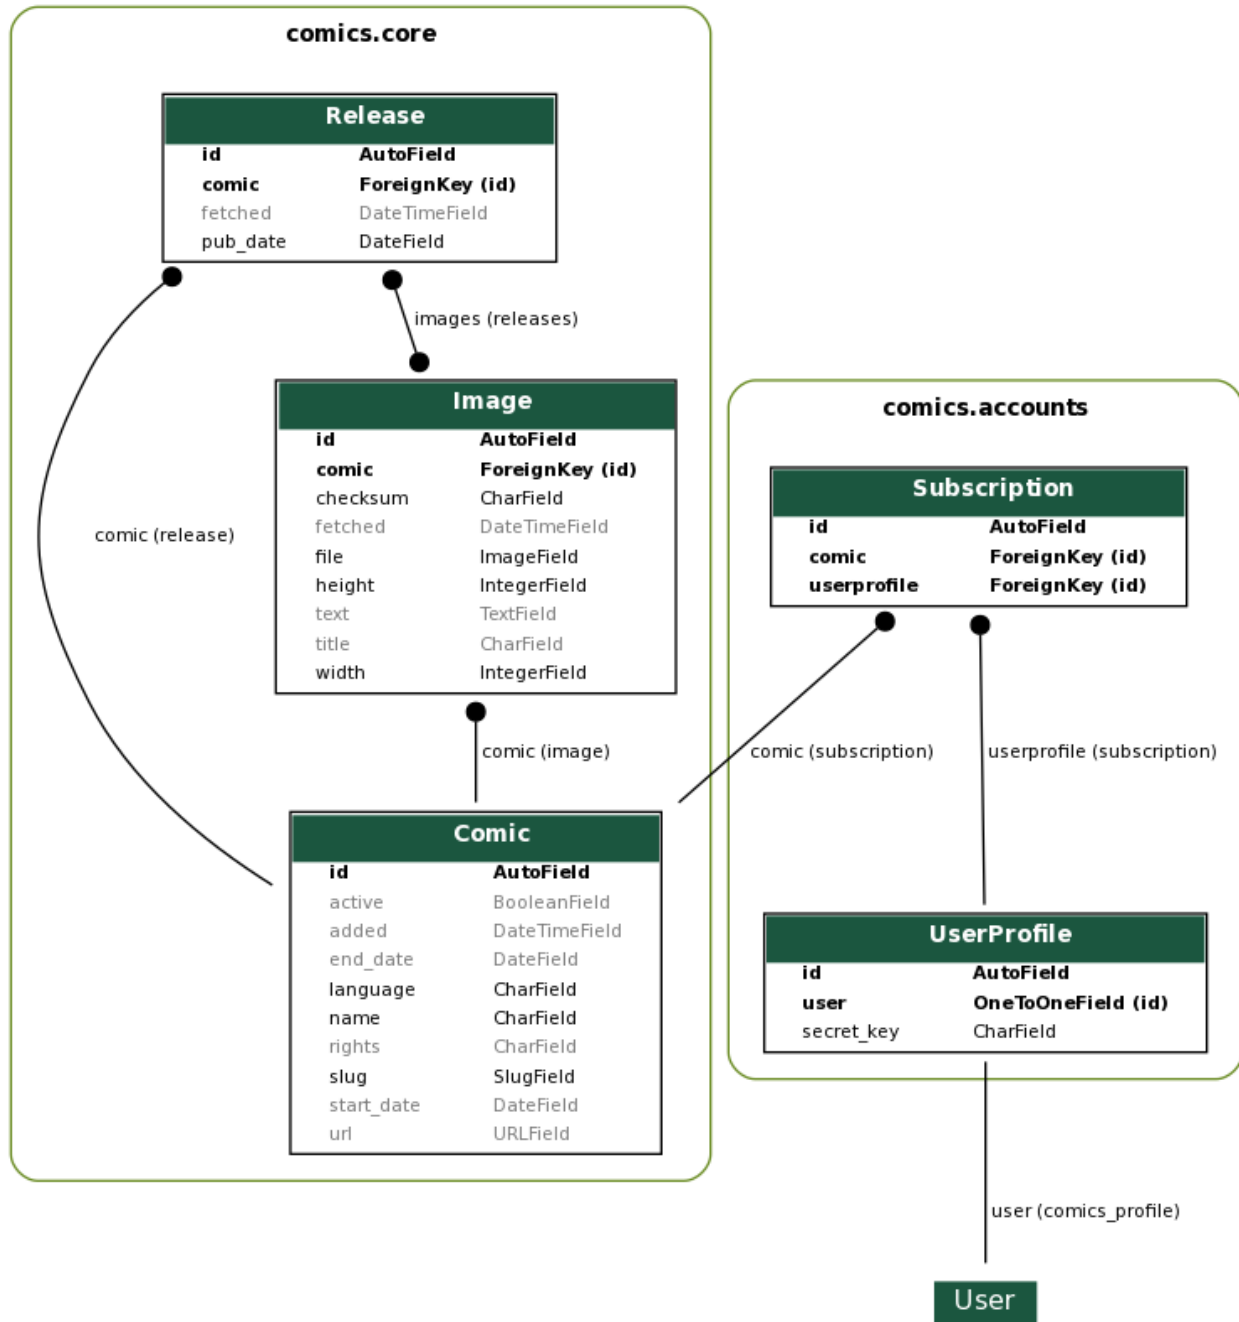 comics.core
Release
id AutoField
comic ForeignKey (id)
fetched DateTimeField
pub_date DateField
images (releases)
Image
id AutoField
comic ForeignKey (id)
checksum CharField
fetched DateTimeField
file ImageField
height IntegerField
text TextField
title CharField
width IntegerField
comic (release)
comic (image)
Comic
id AutoField
active BooleanField
added DateTimeField
end_date DateField
language CharField
name CharField
rights CharField
slug SlugField
start_date DateField
url URLField
comics.accounts
Subscription
id AutoField
comic ForeignKey (id)
userprofile ForeignKey (id)
comic (subscription)
userprofile (subscription)
UserProfile
id AutoField
user OneToOneField (id)
secret_key CharField
user (comics_profile)
User